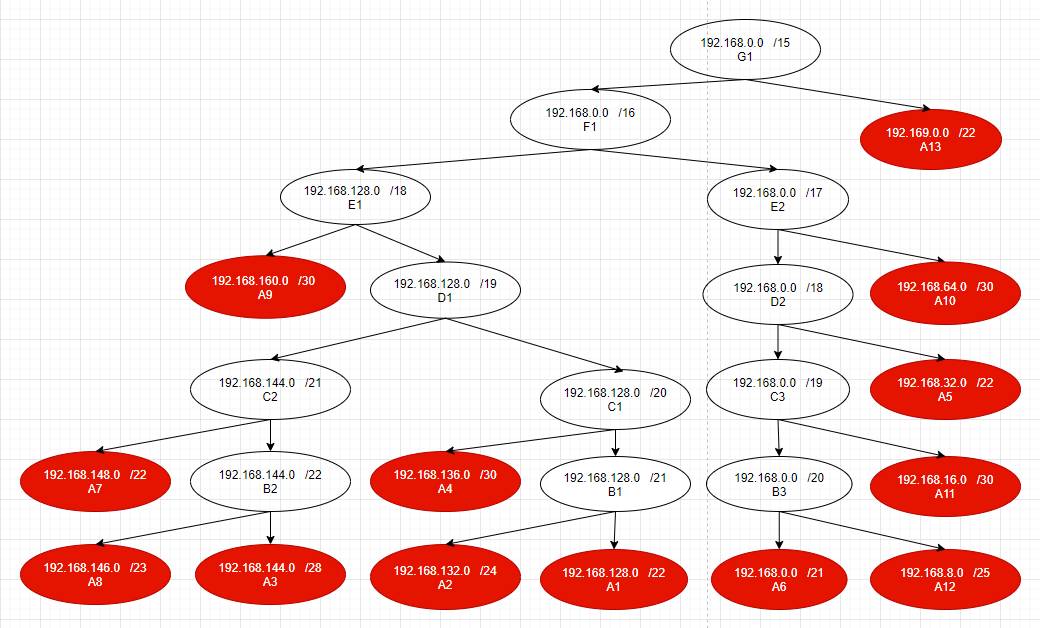 192.168.0.0 /15
G1
192.168.0.0 /16
F1
192.169.0.0 /22
A13
192.168.128.0 /18
E1
192.168.0.0 /17
E2
192.168.160.0 /30
A9
192.168.128.0 /19
D1
192.168.0.0 /18
D2
192.168.64.0 /30
A10
192.168.144.0 /21
C2
192.168.128.0 /20
C1
192.168.0.0 /19
C3
192.168.32.0 /22
A5
192.168.148.0 /22
A7
192.168.144.0 /22
B2
192.168.136.0 /30
A4
192.168.128.0 /21
B1
192.168.0.0 /20
B3
192.168.16.0 /30
A11
192.168.146.0 /23
A8
192.168.144.0 /28
A3
192.168.132.0 /24
A2
192.168.128.0 /22
A1
192.168.0.0 /21
A6
192.168.8.0 /25
A12